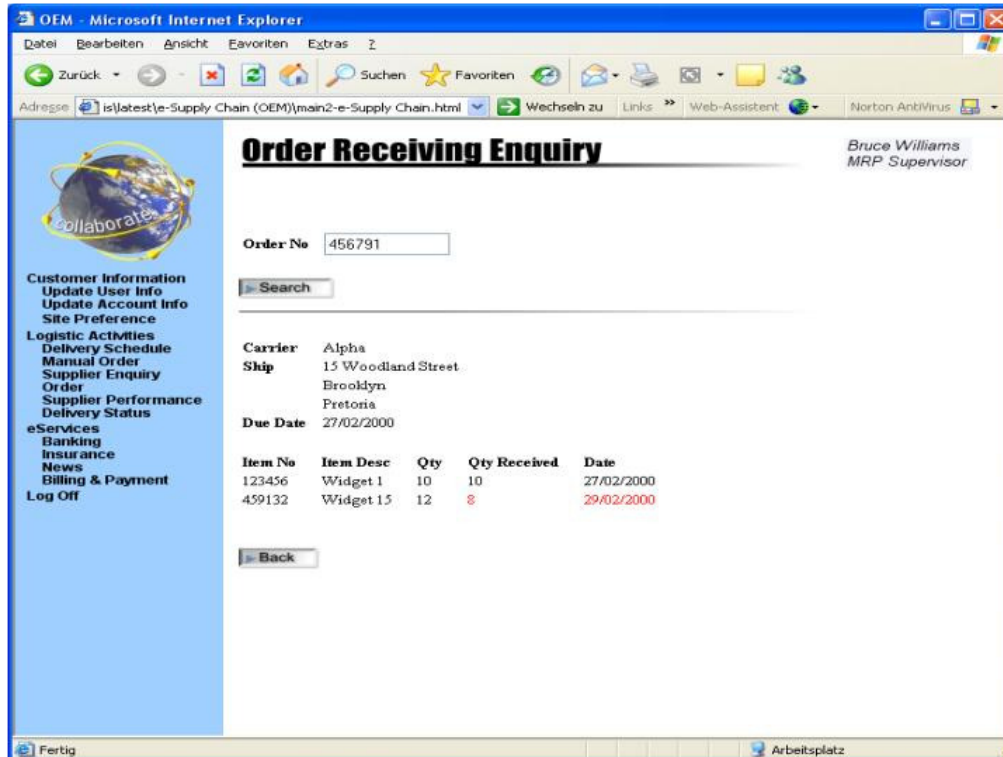 OEM - Microsoft Internet Explorer
Datei Bearbeiten Ansicht Favoriten Extras ?
Zurück Suchen Favoriten
Adresse is\latest\e-Supply Chain (OEM)\main2-e-Supply Chain.html Wechseln zu Links » Web-Assistent Norton AntiVirus
collaborate
Customer Information
Update User Info
Update Account Info
Site Preference
Logistic Activities
Delivery Schedule
Manual Order
Supplier Enquiry
Order
Supplier Performance
Delivery Status
eServices
Banking
Insurance
News
Billing & Payment
Log Off
Order Receiving Enquiry
Bruce Williams
MRP Supervisor
Order No 456791
Search
Carrier Alpha
Ship 15 Woodland Street
Brooklyn
Pretoria
Due Date 27/02/2000
Item No Item Desc Qty Qty Received Date
123456 Widget 1 10 10 27/02/2000
459132 Widget 15 12 8 29/02/2000
Back
Fertig Arbeitsplatz